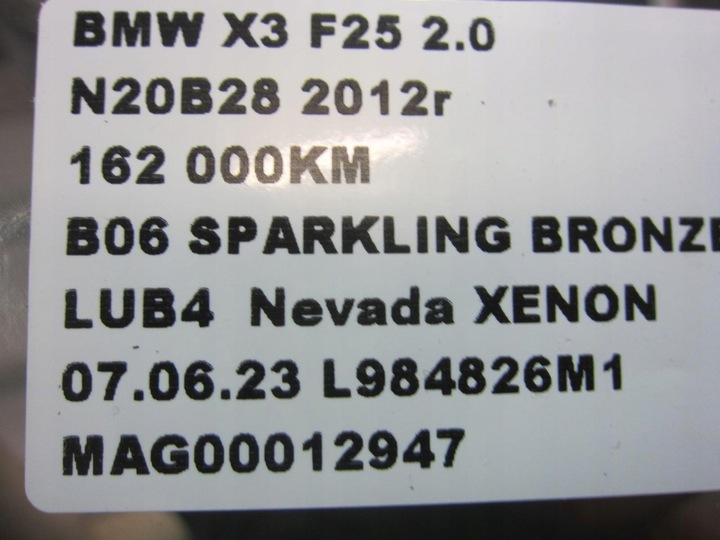 BMW X3 F25 2.0
N20B28 2012r
162 000KM
B06 SPARKLING BRONZE
LUB4 Nevada XENON
07.06.23 L984826M1
MAG00012947